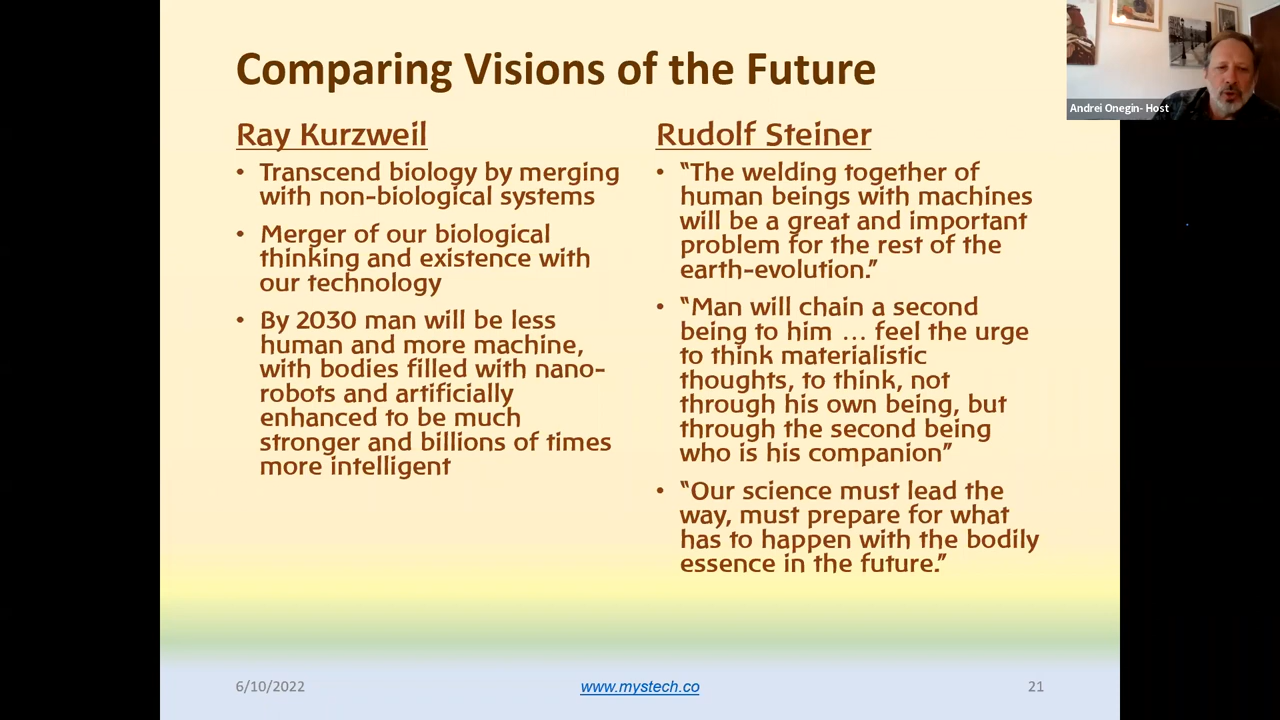 Comparing Visions of the Future
Andrei Onegin- Host
Ray Kurzweil
• Transcend biology by merging
with non-biological systems
• Merger of our biological
thinking and existence with
our technology
• By 2030 man will be less
human and more machine,
with bodies filled with nano-
robots and artificially
enhanced to be much
stronger and billions of times
more intelligent
Rudolf Steiner
• “The welding together of
human beings with machines
will be a great and important
problem for the rest of the
earth-evolution.”
• “Man will chain a second
being to him … feel the urge
to think materialistic
thoughts, to think, not
through his own being, but
through the second being
who is his companion”
• “Our science must lead the
way, must prepare for what
has to happen with the bodily
essence in the future.”
6/10/2022
www.mystech.co
21